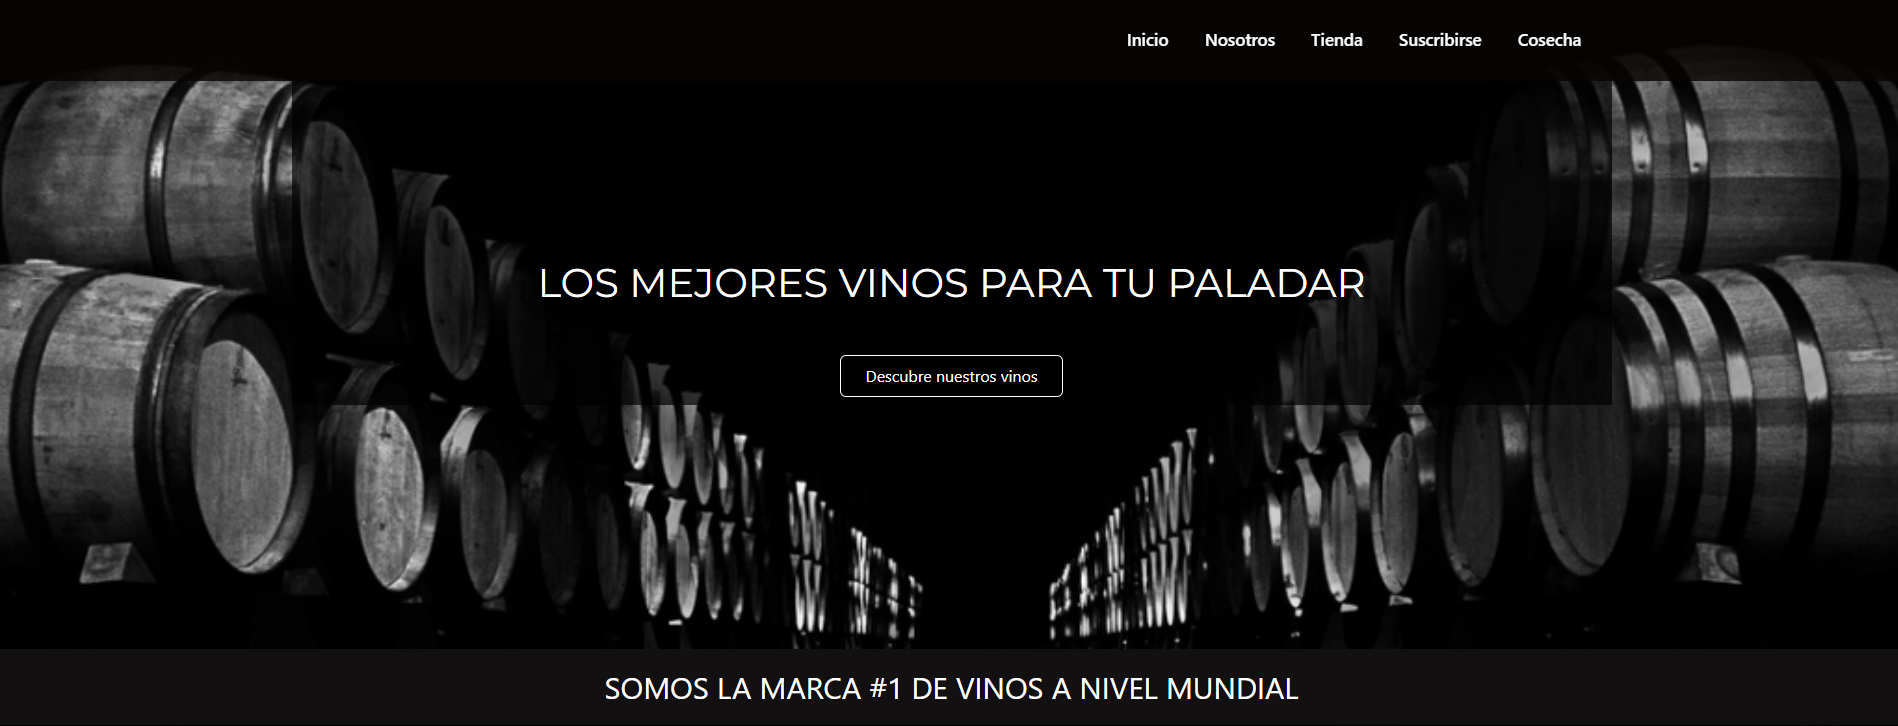 Inicio Nosotros Tienda Suscribirse Cosecha
LOS MEJORES VINOS PARA TU PALADAR
Descubre nuestros vinos
SOMOS LA MARCA #1 DE VINOS A NIVEL MUNDIAL